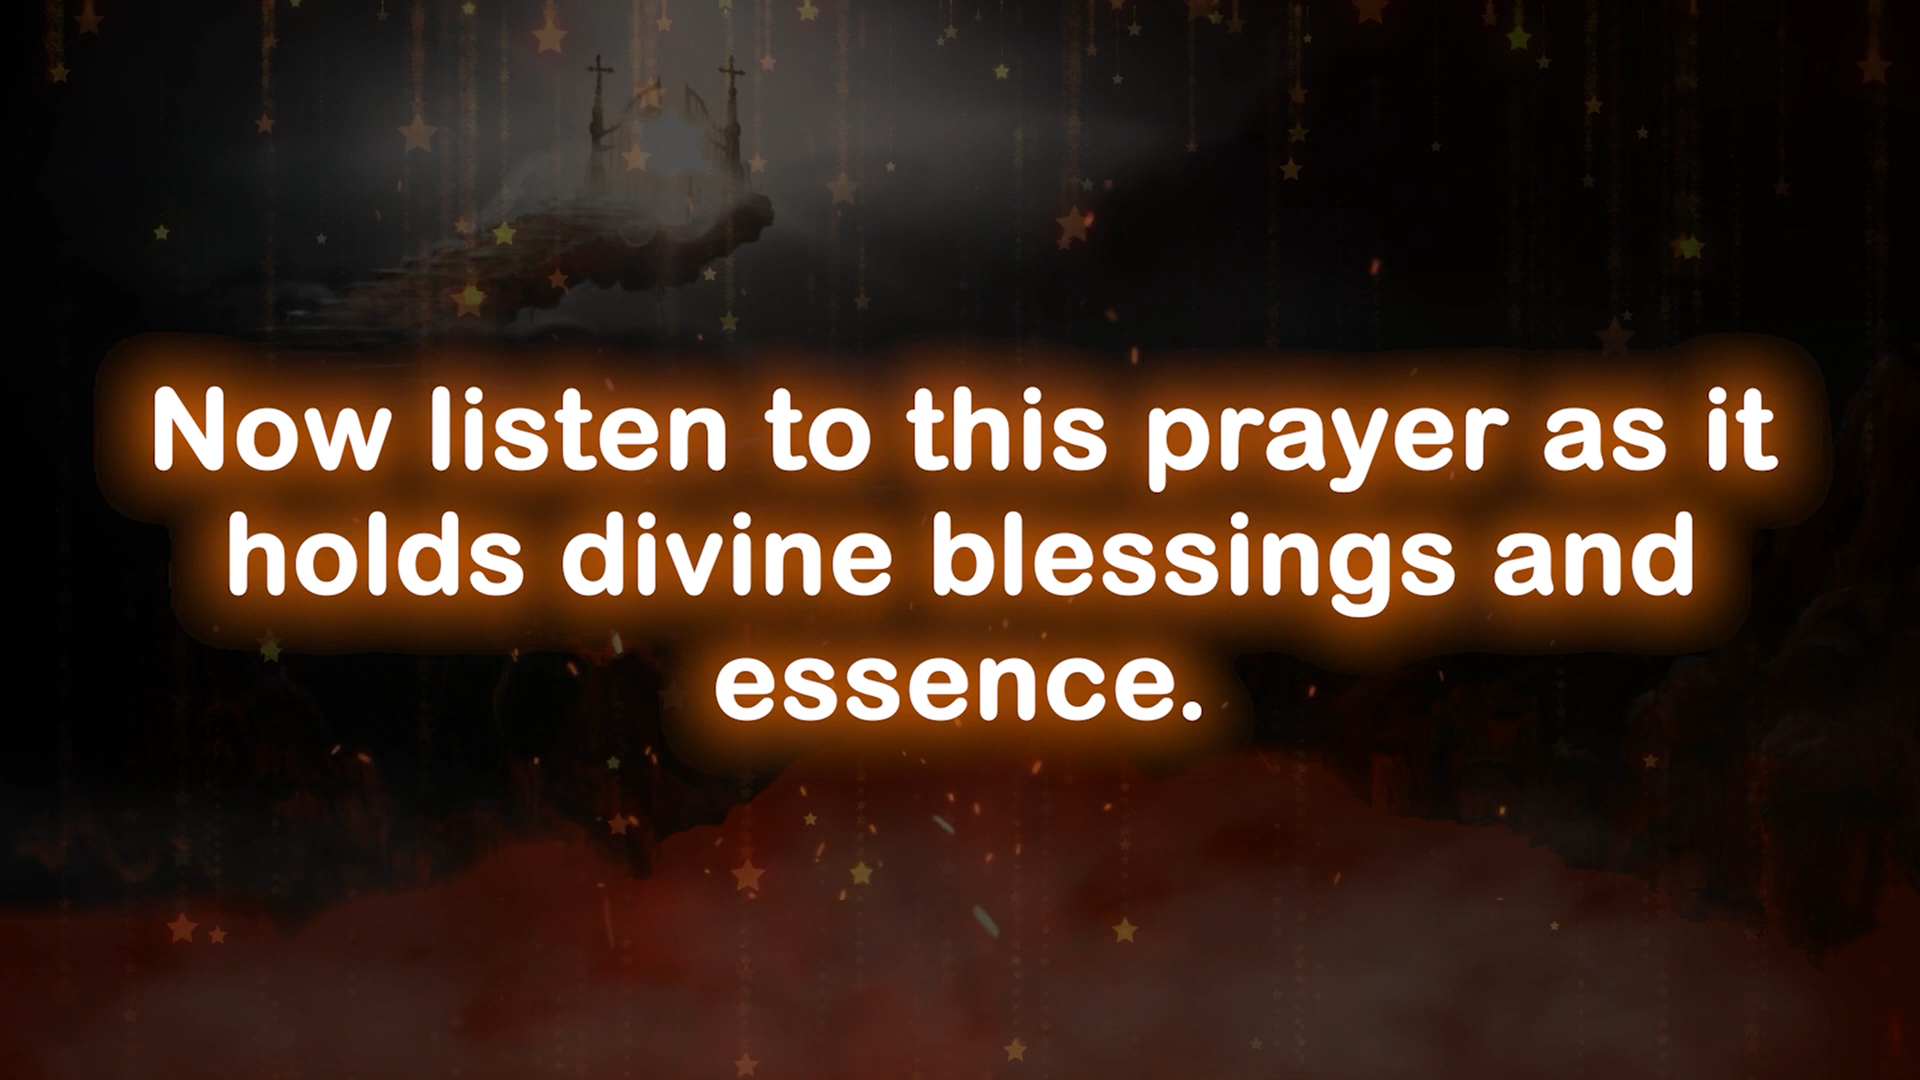 Now listen to this prayer as it
holds divine blessings and
essence.